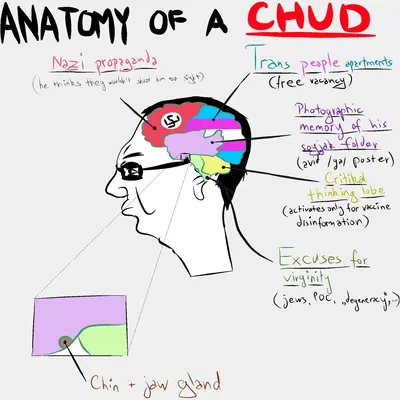 ANATOMY OF A CHUD
Nazi propaganda
(he thinks they wouldn't shoot him on sight)
Trans people apartments
(free vacancy)
Photographic
memory of his
soyjak folder
(avid /qa/ poster)
Critikal
thinking lobe
(activates only for vaccine
disinformation)
Excuses for
virginity
(jews, POC, „degeneracy",...)
Chin + jaw gland